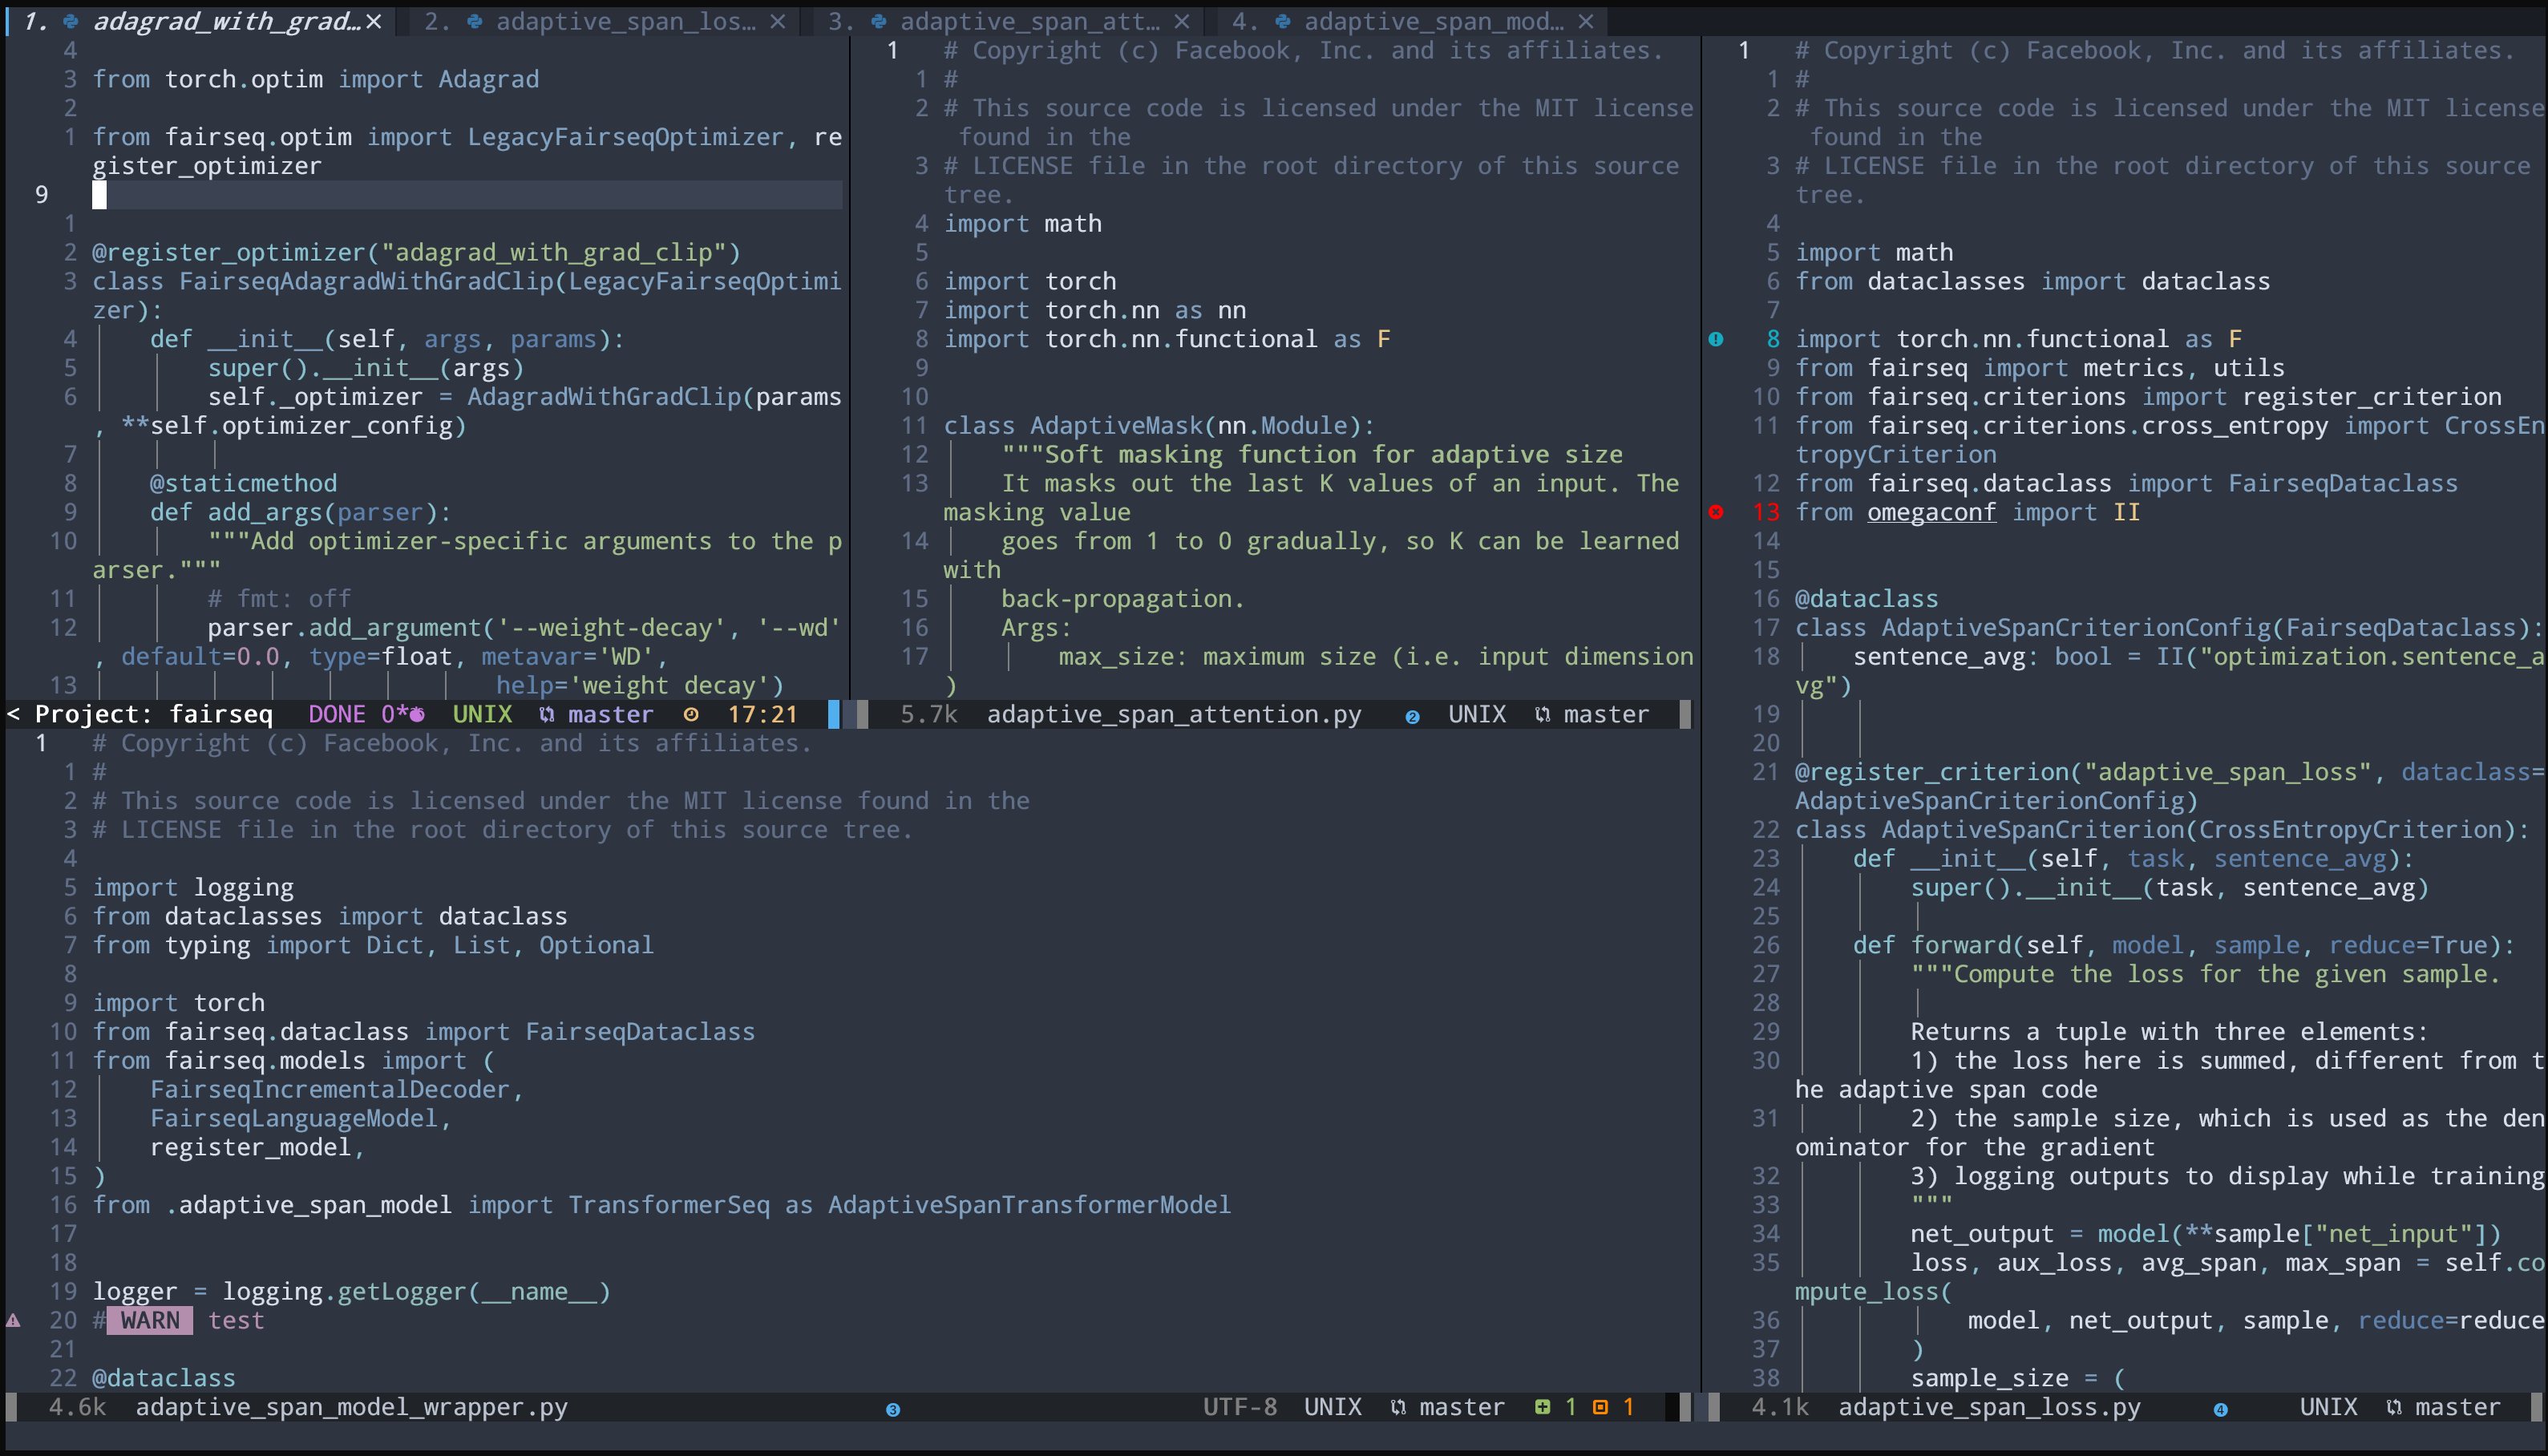 1. adagrad_with_grad…×
2. adaptive_span_los… ×
3. adaptive_span_att… ×
4. adaptive_span_mod… ×
4
3 from torch.optim import Adagrad
2
1 from fairseq.optim import LegacyFairseqOptimizer, re
gister_optimizer
9
1
2 @register_optimizer("adagrad_with_grad_clip")
3 class FairseqAdagradWithGradClip(LegacyFairseqOptimi
zer):
4 def __init__(self, args, params):
5 super().__init__(args)
6 self._optimizer = AdagradWithGradClip(params
, **self.optimizer_config)
7
8 @staticmethod
9 def add_args(parser):
10 """Add optimizer-specific arguments to the p
arser."""
11 # fmt: off
12 parser.add_argument('--weight-decay', '--wd'
, default=0.0, type=float, metavar='WD',
13 help='weight decay')
< Project: fairseq DONE 0* UNIX master 17:21
1 # Copyright (c) Facebook, Inc. and its affiliates.
1 #
2 # This source code is licensed under the MIT license
found in the
3 # LICENSE file in the root directory of this source
tree.
4 import math
5
6 import torch
7 import torch.nn as nn
8 import torch.nn.functional as F
9
10
11 class AdaptiveMask(nn.Module):
12 """Soft masking function for adaptive size
13 It masks out the last K values of an input. The
masking value
14 goes from 1 to 0 gradually, so K can be learned
with
15 back-propagation.
16 Args:
17 max_size: maximum size (i.e. input dimension
)
5.7k adaptive_span_attention.py 2 UNIX master
1 # Copyright (c) Facebook, Inc. and its affiliates.
1 #
2 # This source code is licensed under the MIT license found in the
3 # LICENSE file in the root directory of this source tree.
4
5 import logging
6 from dataclasses import dataclass
7 from typing import Dict, List, Optional
8
9 import torch
10 from fairseq.dataclass import FairseqDataclass
11 from fairseq.models import (
12 FairseqIncrementalDecoder,
13 FairseqLanguageModel,
14 register_model,
15 )
16 from .adaptive_span_model import TransformerSeq as AdaptiveSpanTransformerModel
17
18
19 logger = logging.getLogger(__name__)
20 # WARN test
21
22 @dataclass
4.6k adaptive_span_model_wrapper.py 3 UTF-8 UNIX master 1 1
1 # Copyright (c) Facebook, Inc. and its affiliates.
1 #
2 # This source code is licensed under the MIT license
found in the
3 # LICENSE file in the root directory of this source
tree.
4
5 import math
6 from dataclasses import dataclass
7
8 import torch.nn.functional as F
9 from fairseq import metrics, utils
10 from fairseq.criterions import register_criterion
11 from fairseq.criterions.cross_entropy import CrossEn
tropyCriterion
12 from fairseq.dataclass import FairseqDataclass
13 from omegaconf import II
14
15
16 @dataclass
17 class AdaptiveSpanCriterionConfig(FairseqDataclass):
18 sentence_avg: bool = II("optimization.sentence_a
vg")
19
20
21 @register_criterion("adaptive_span_loss", dataclass=
AdaptiveSpanCriterionConfig)
22 class AdaptiveSpanCriterion(CrossEntropyCriterion):
23 def __init__(self, task, sentence_avg):
24 super().__init__(task, sentence_avg)
25
26 def forward(self, model, sample, reduce=True):
27 """Compute the loss for the given sample.
28
29 Returns a tuple with three elements:
30 1) the loss here is summed, different from t
he adaptive span code
31 2) the sample size, which is used as the den
ominator for the gradient
32 3) logging outputs to display while training
33 """
34 net_output = model(**sample["net_input"])
35 loss, aux_loss, avg_span, max_span = self.co
mpute_loss(
36 model, net_output, sample, reduce=reduce
37 )
38 sample_size = (
4.1k adaptive_span_loss.py 4 UNIX master